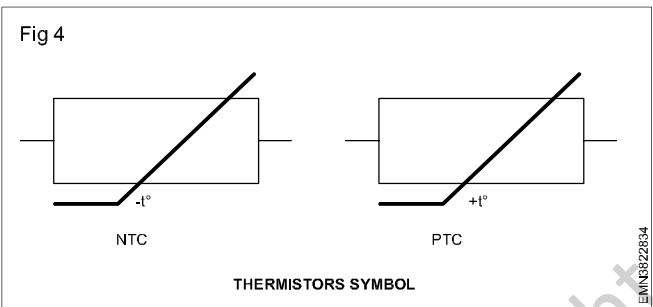 Fig 4
-t°
+t°
NTC
PTC
THERMISTORS SYMBOL
EMN3822834